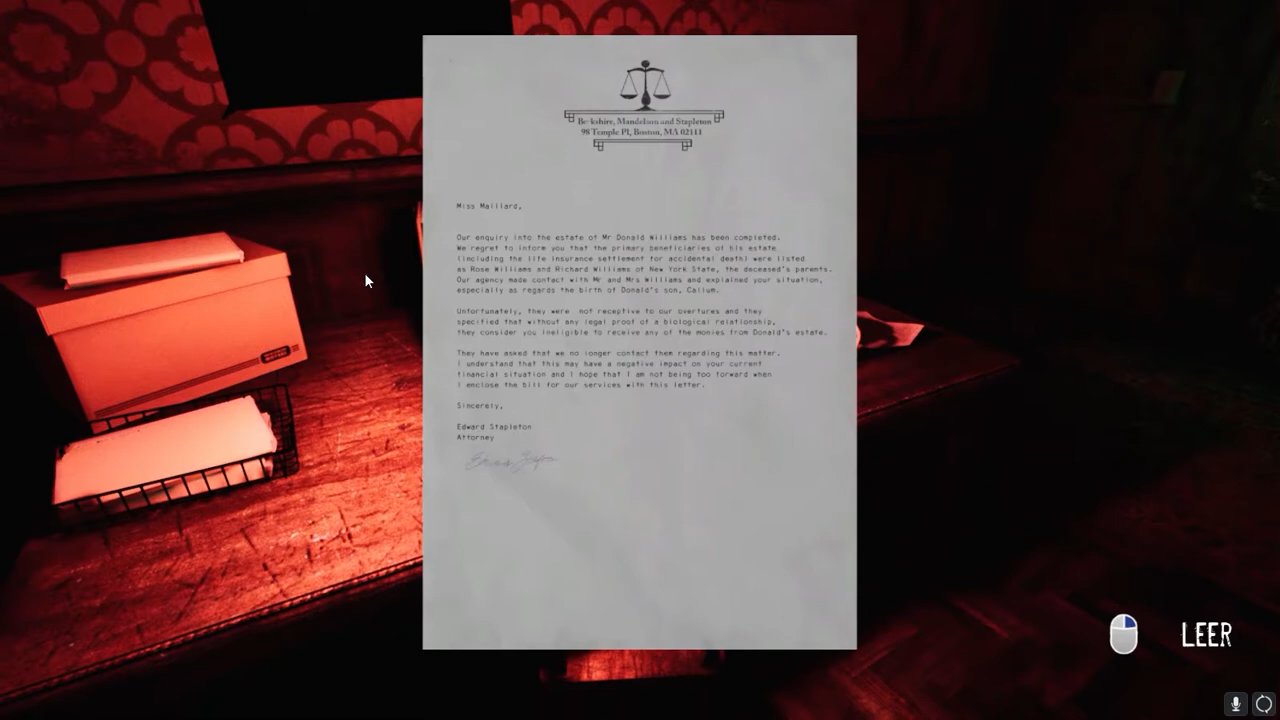 Berkshire, Mandelson and Stapleton
98 Temple Pl, Boston, MA 02111
Miss Maillard,
Our enquiry into the estate of Mr Donald Williams has been completed.
We regret to inform you that the primary beneficiaries of his estate
(including the life insurance settlement for accidental death) were listed
as Rose Williams and Richard Williams of New York State, the deceased's parents.
Our agency made contact with Mr and Mrs Williams and explained your situation,
especially as regards the birth of Donald's son, Callum.
Unfortunately, they were not receptive to our overtures and they
specified that without any legal proof of a biological relationship,
they consider you ineligible to receive any of the monies from Donald's estate.
They have asked that we no longer contact them regarding this matter.
I understand that this may have a negative impact on your current
financial situation and I hope that I am not being too forward when
I enclose the bill for our services with this letter.
Sincerely,
Edward Stapleton
Attorney
LEER